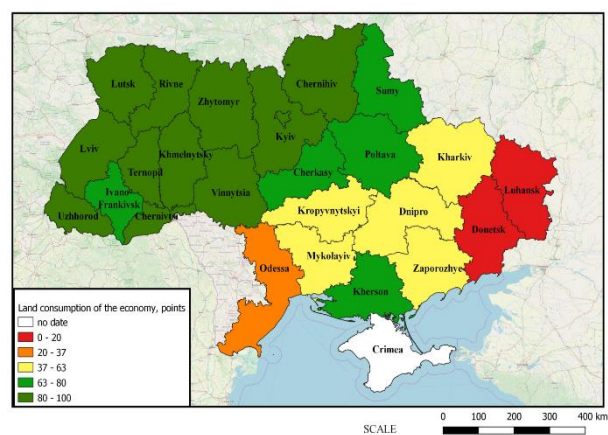 Chernihiv
Lutsk
Rivne
Sumy
Zhytomyr
Kyiv
Lviv
Kharkiv
Poltava
Khmelnytsky
Ternopil
Cherkasy
Luhansk
Ivano-
Frankivsk
Vinnytsia
Uzhhorod
Chernivtsi
Kropyvnytskyi
Dnipro
Donetsk
Mykolayiv
Odessa
Zaporozhye
Kherson
Crimea
Land consumption of the economy, points
no date
0 - 20
20 - 37
37 - 63
63 - 80
80 - 100
SCALE
0 100 200 300 400 km